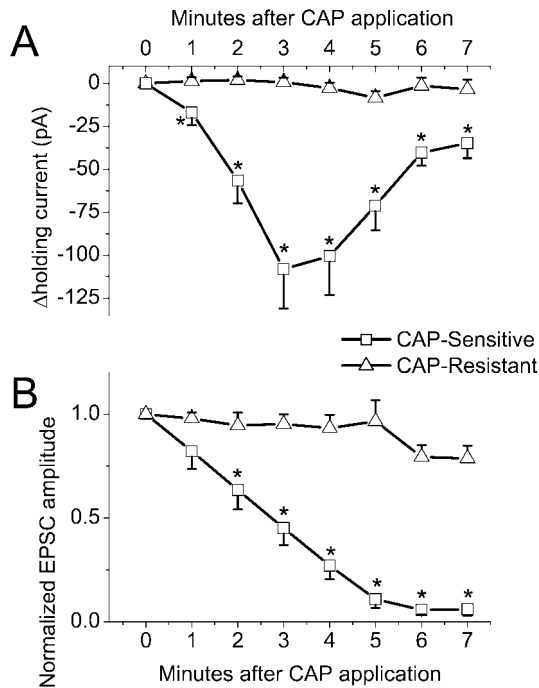 Minutes after CAP application
A
0 1 2 3 4 5 6 7
0
-25
-50
-75
-100
-125
Δholding current (pA)
* * * * * * *
CAP-Sensitive
CAP-Resistant
B
1.0
0.5
0.0
Normalized EPSC amplitude
* * * * * *
0 1 2 3 4 5 6 7
Minutes after CAP application